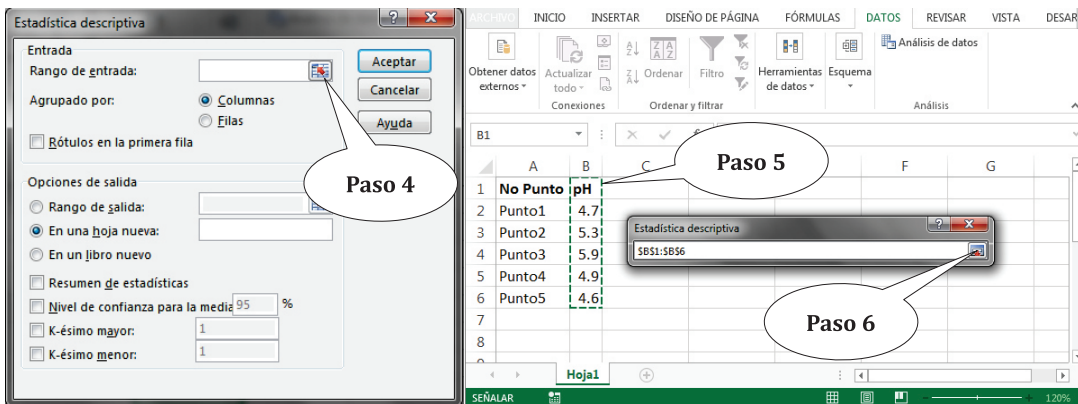 Estadística descriptiva
Entrada
Rango de entrada:
Agrupado por:
Columnas
Filas
Rótulos en la primera fila
Aceptar
Cancelar
Ayuda
Paso 4
Opciones de salida
Rango de salida:
En una hoja nueva:
En un libro nuevo
Resumen de estadísticas
Nivel de confianza para la media 95 %
K-ésimo mayor: 1
K-ésimo menor: 1
ARCHIVO INICIO INSERTAR DISEÑO DE PÁGINA FÓRMULAS DATOS REVISAR VISTA DESAR
Obtener datos externos
Actualizar todo
Conexiones
Ordenar
Filtro
Ordenar y filtrar
Herramientas de datos
Esquema
Análisis de datos
Análisis
B1
A B C F G
1 No Punto pH
2 Punto1 4.7
3 Punto2 5.3
4 Punto3 5.9
5 Punto4 4.9
6 Punto5 4.6
7
8
Paso 5
Estadística descriptiva
$B$1:$B$6
Paso 6
Hoja1
SEÑALAR
120%